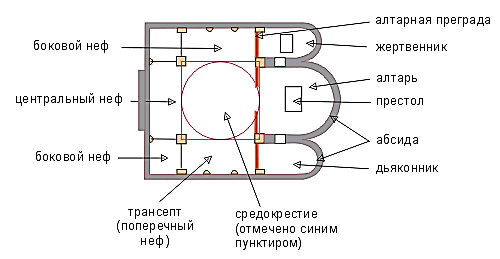 алтарная преграда
боковой неф
жертвенник
алтарь
центральный неф
престол
абсида
боковой неф
дьяконник
трансепт
(поперечный
неф)
средокрестие
(отмечено синим
пунктиром)